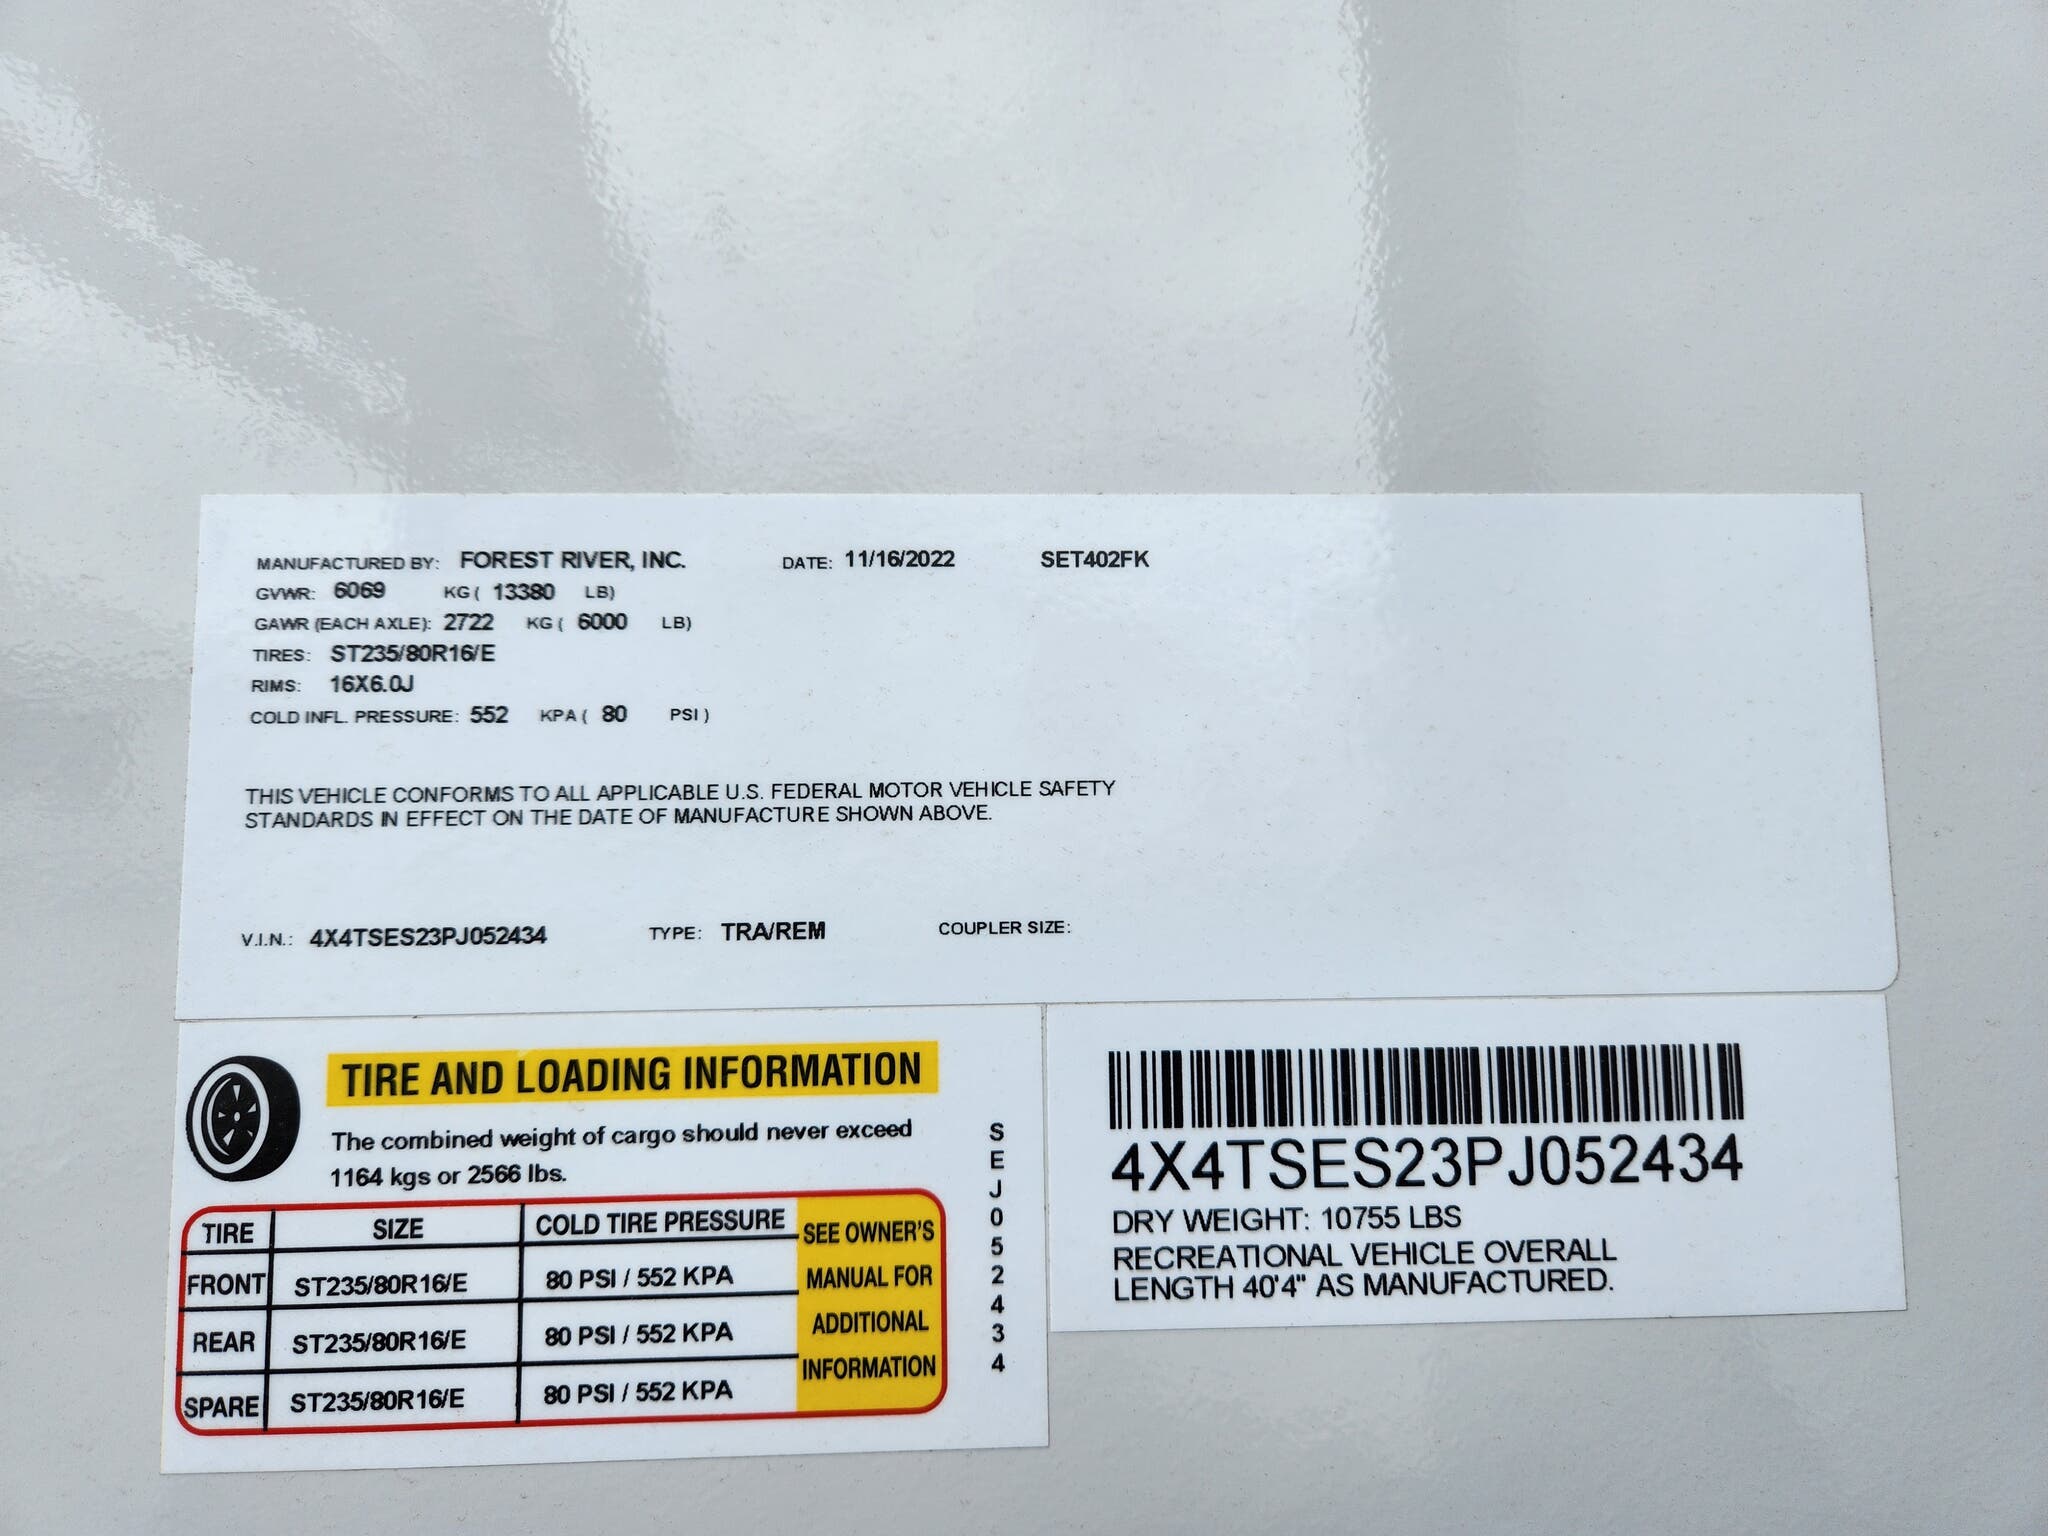 MANUFACTURED BY: FOREST RIVER, INC. DATE: 11/16/2022 SET402FK
GVWR: 6069 KG ( 13380 LB)
GAWR (EACH AXLE): 2722 KG ( 6000 LB)
TIRES: ST235/80R16/E
RIMS: 16X6.0J
COLD INFL. PRESSURE: 552 KPA ( 80 PSI )
THIS VEHICLE CONFORMS TO ALL APPLICABLE U.S. FEDERAL MOTOR VEHICLE SAFETY
STANDARDS IN EFFECT ON THE DATE OF MANUFACTURE SHOWN ABOVE.
V.I.N.: 4X4TSES23PJ052434 TYPE: TRA/REM COUPLER SIZE:
TIRE AND LOADING INFORMATION
The combined weight of cargo should never exceed
1164 kgs or 2566 lbs.
TIRE SIZE COLD TIRE PRESSURE
FRONT ST235/80R16/E 80 PSI / 552 KPA
REAR ST235/80R16/E 80 PSI / 552 KPA
SPARE ST235/80R16/E 80 PSI / 552 KPA
SEE OWNER'S
MANUAL FOR
ADDITIONAL
INFORMATION
SEJ052434
4X4TSES23PJ052434
DRY WEIGHT: 10755 LBS
RECREATIONAL VEHICLE OVERALL
LENGTH 40'4" AS MANUFACTURED.